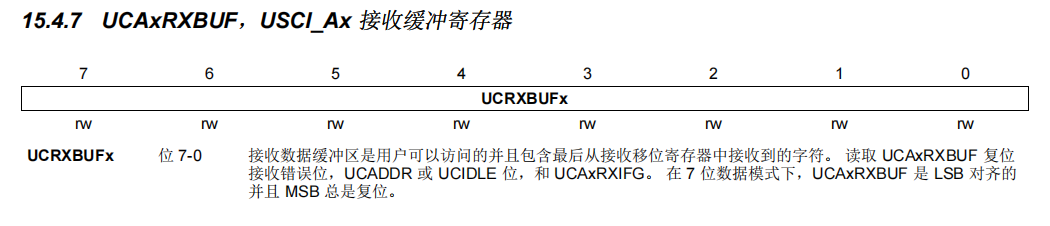 15.4.7 UCAxRXBUF，USCI_Ax 接收缓冲寄存器
7 6 5 4 3 2 1 0
UCRXBUFx
rw rw rw rw rw rw rw rw
UCRXBUFx 位 7-0 接收数据缓冲区是用户可以访问的并且包含最后从接收移位寄存器中接收到的字符。 读取 UCAxRXBUF 复位
接收错误位，UCADDR 或 UCIDLE 位，和 UCAxRXIFG。 在 7 位数据模式下，UCAxRXBUF 是 LSB 对齐的
并且 MSB 总是复位。